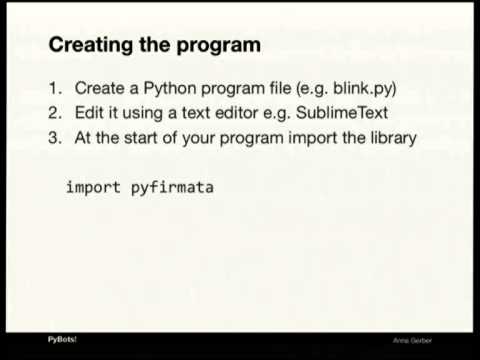 Creating the program
1. Create a Python program file (e.g. blink.py)
2. Edit it using a text editor e.g. SublimeText
3. At the start of your program import the library
import pyfirmata
PyBots!
Anna Gerber